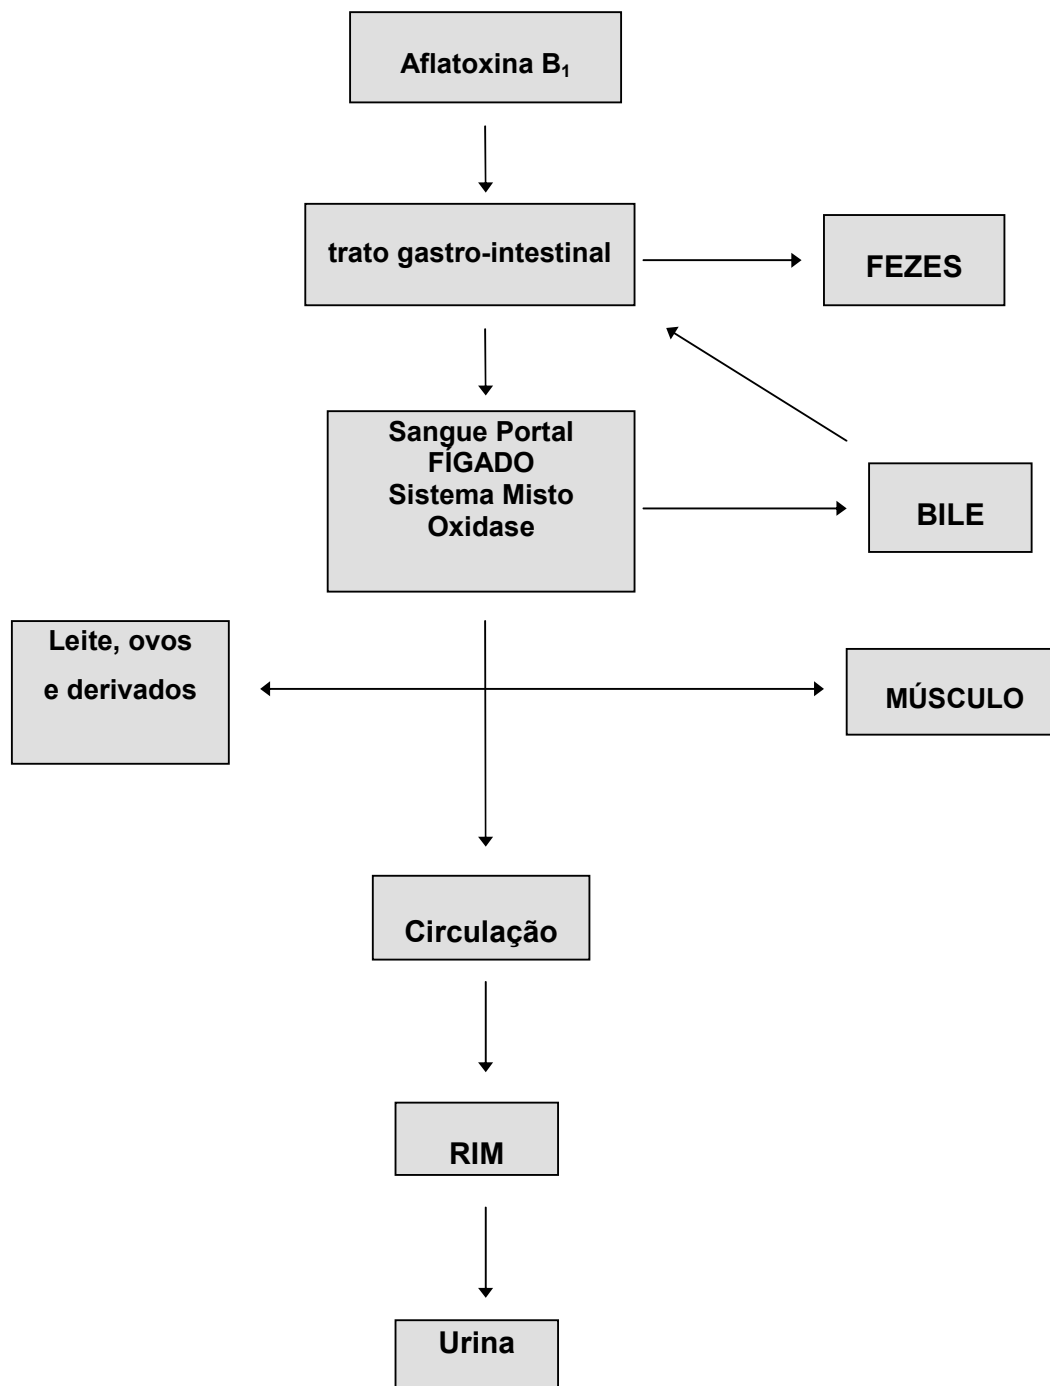 Aflatoxina B₁
trato gastro-intestinal
FEZES
Sangue Portal
FÍGADO
Sistema Misto
Oxidase
BILE
Leite, ovos
e derivados
MÚSCULO
Circulação
RIM
Urina